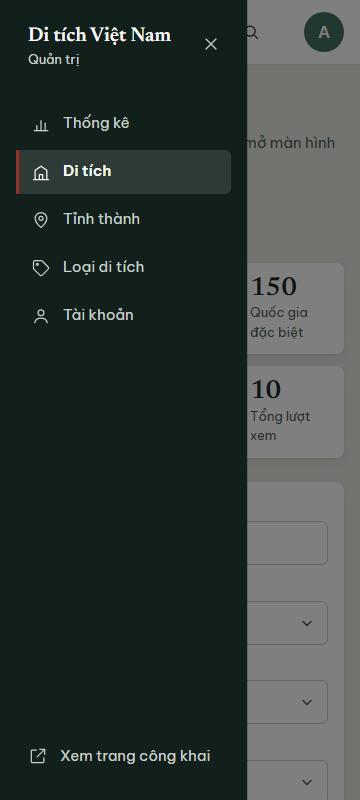 Di tích Việt Nam
Quản trị
A
Thống kê
mở màn hình
Di tích
Tỉnh thành
Loại di tích
150
Quốc gia
đặc biệt
Tài khoản
10
Tổng lượt
xem
Xem trang công khai